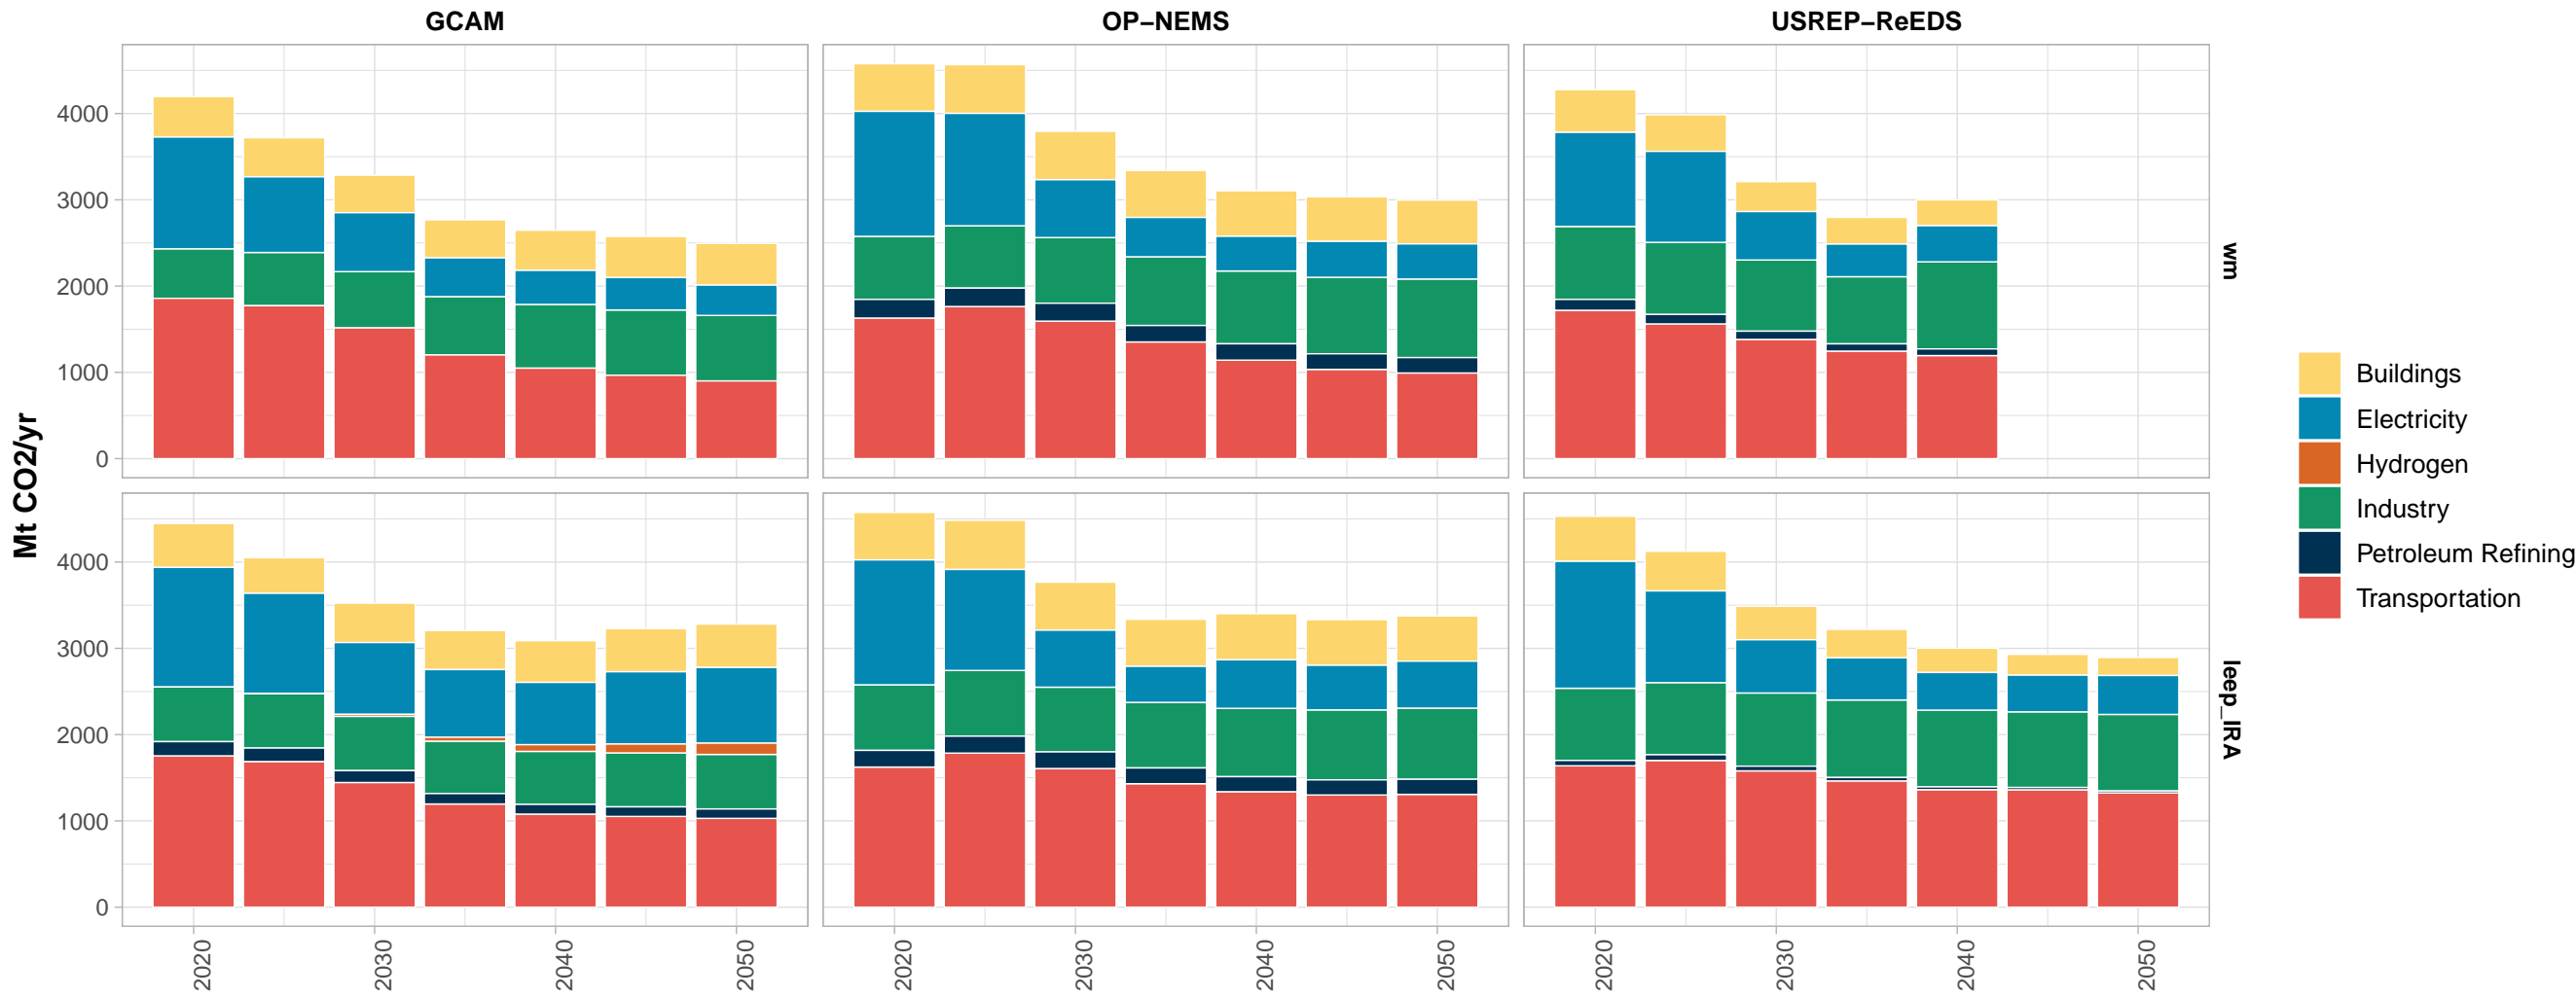 GCAM
OP−NEMS
USREP−ReEDS
Mt CO2/yr
4000
3000
2000
1000
0
wm
4000
3000
2000
1000
0
leep_IRA
2020
2030
2040
2050
2020
2030
2040
2050
2020
2030
2040
2050
Buildings
Electricity
Hydrogen
Industry
Petroleum Refining
Transportation